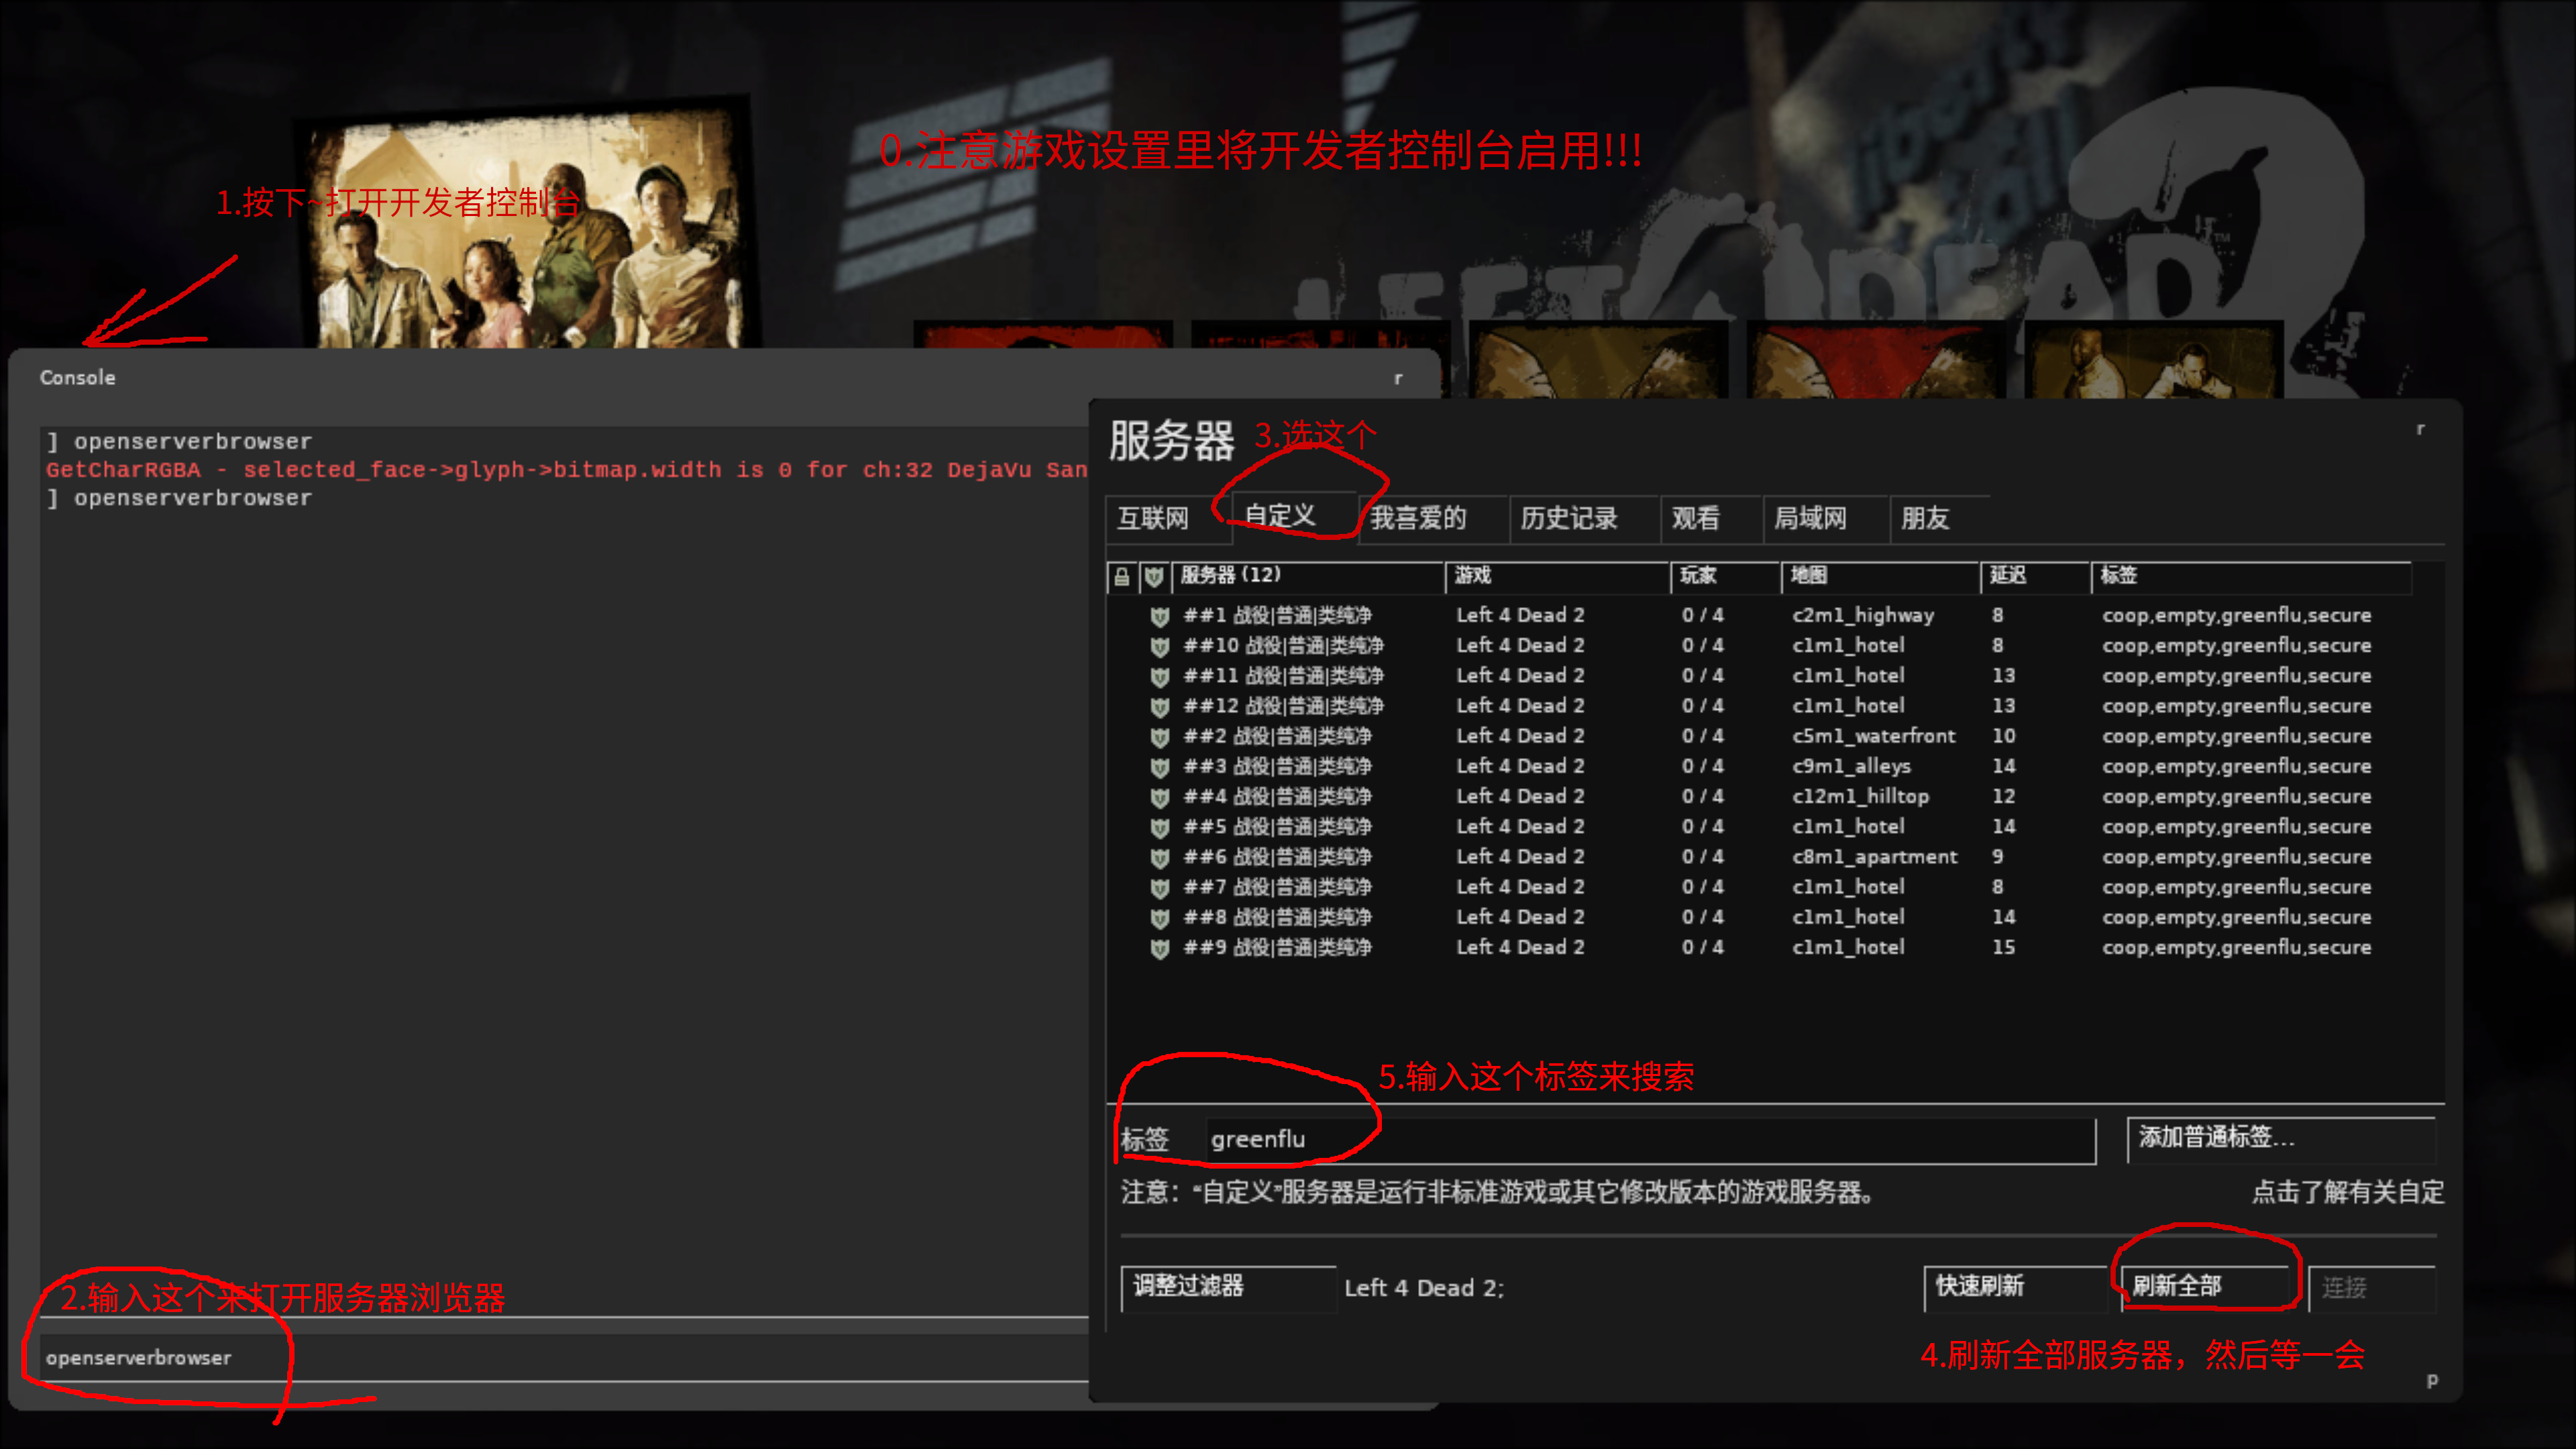 0.注意游戏设置里将开发者控制台启用!!!
1.按下~打开开发者控制台
LEFT 4 DEAD 2
TM
Console
r
] openserverbrowser
GetCharRGBA - selected_face->glyph->bitmap.width is 0 for ch:32 DejaVu San
] openserverbrowser
2.输入这个来打开服务器浏览器
openserverbrowser
服务器
3.选这个
r
互联网 自定义 我喜爱的 历史记录 观看 局域网 朋友
服务器 (12) 游戏 玩家 地图 延迟 标签
##1 战役|普通|类纯净 Left 4 Dead 2 0 / 4 c2m1_highway 8 coop,empty,greenflu,secure
##10 战役|普通|类纯净 Left 4 Dead 2 0 / 4 c1m1_hotel 8 coop,empty,greenflu,secure
##11 战役|普通|类纯净 Left 4 Dead 2 0 / 4 c1m1_hotel 13 coop,empty,greenflu,secure
##12 战役|普通|类纯净 Left 4 Dead 2 0 / 4 c1m1_hotel 13 coop,empty,greenflu,secure
##2 战役|普通|类纯净 Left 4 Dead 2 0 / 4 c5m1_waterfront 10 coop,empty,greenflu,secure
##3 战役|普通|类纯净 Left 4 Dead 2 0 / 4 c9m1_alleys 14 coop,empty,greenflu,secure
##4 战役|普通|类纯净 Left 4 Dead 2 0 / 4 c12m1_hilltop 12 coop,empty,greenflu,secure
##5 战役|普通|类纯净 Left 4 Dead 2 0 / 4 c1m1_hotel 14 coop,empty,greenflu,secure
##6 战役|普通|类纯净 Left 4 Dead 2 0 / 4 c8m1_apartment 9 coop,empty,greenflu,secure
##7 战役|普通|类纯净 Left 4 Dead 2 0 / 4 c1m1_hotel 8 coop,empty,greenflu,secure
##8 战役|普通|类纯净 Left 4 Dead 2 0 / 4 c1m1_hotel 14 coop,empty,greenflu,secure
##9 战役|普通|类纯净 Left 4 Dead 2 0 / 4 c1m1_hotel 15 coop,empty,greenflu,secure
5.输入这个标签来搜索
标签 greenflu 添加普通标签...
注意：“自定义”服务器是运行非标准游戏或其它修改版本的游戏服务器。 点击了解有关自定
调整过滤器 Left 4 Dead 2; 快速刷新 刷新全部 连接
4.刷新全部服务器，然后等一会
p